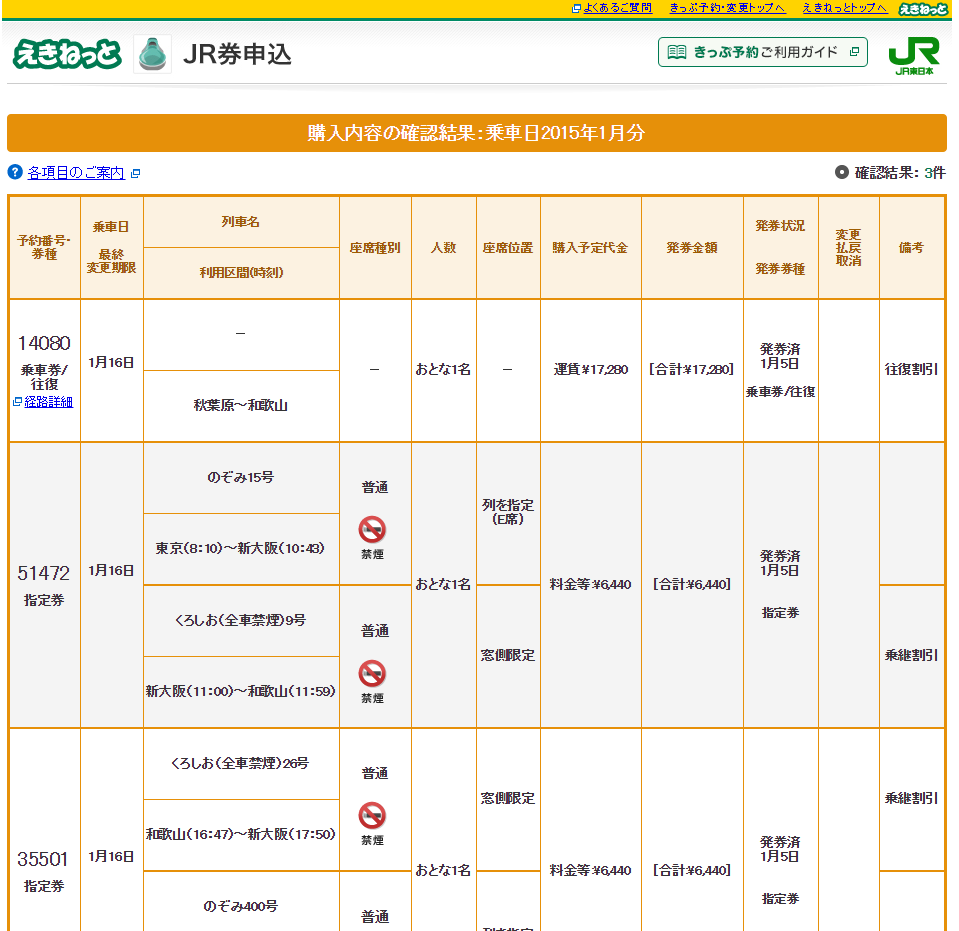 よくあるご質問 きっぷ予約・変更トップへ えきねっとトップへ えきねっと
えきねっと JR券申込 きっぷ予約ご利用ガイド JR
JR東日本
購入内容の確認結果:乗車日2015年1月分
? 各項目のご案内 確認結果: 3件
予約番号・
券種
乗車日
最終
変更期限
列車名
利用区間(時刻)
座席種別
人数
座席位置
購入予定代金
発券金額
発券状況
発券券種
変更
払戻
取消
備考
14080
乗車券/
往復
経路詳細
1月16日
−
秋葉原〜和歌山
−
おとな1名
−
運賃¥17,280
[合計¥17,280]
発券済
1月5日
乗車券/往復
往復割引
51472
指定券
1月16日
のぞみ15号
東京(8:10)〜新大阪(10:43)
普通
禁煙
おとな1名
列を指定
(E席)
料金等¥6,440
[合計¥6,440]
発券済
1月5日
指定券
くろしお(全車禁煙)9号
新大阪(11:00)〜和歌山(11:59)
普通
禁煙
窓側限定
乗継割引
35501
指定券
1月16日
くろしお(全車禁煙)26号
和歌山(16:47)〜新大阪(17:50)
普通
禁煙
おとな1名
窓側限定
料金等¥6,440
[合計¥6,440]
発券済
1月5日
指定券
乗継割引
のぞみ400号
普通